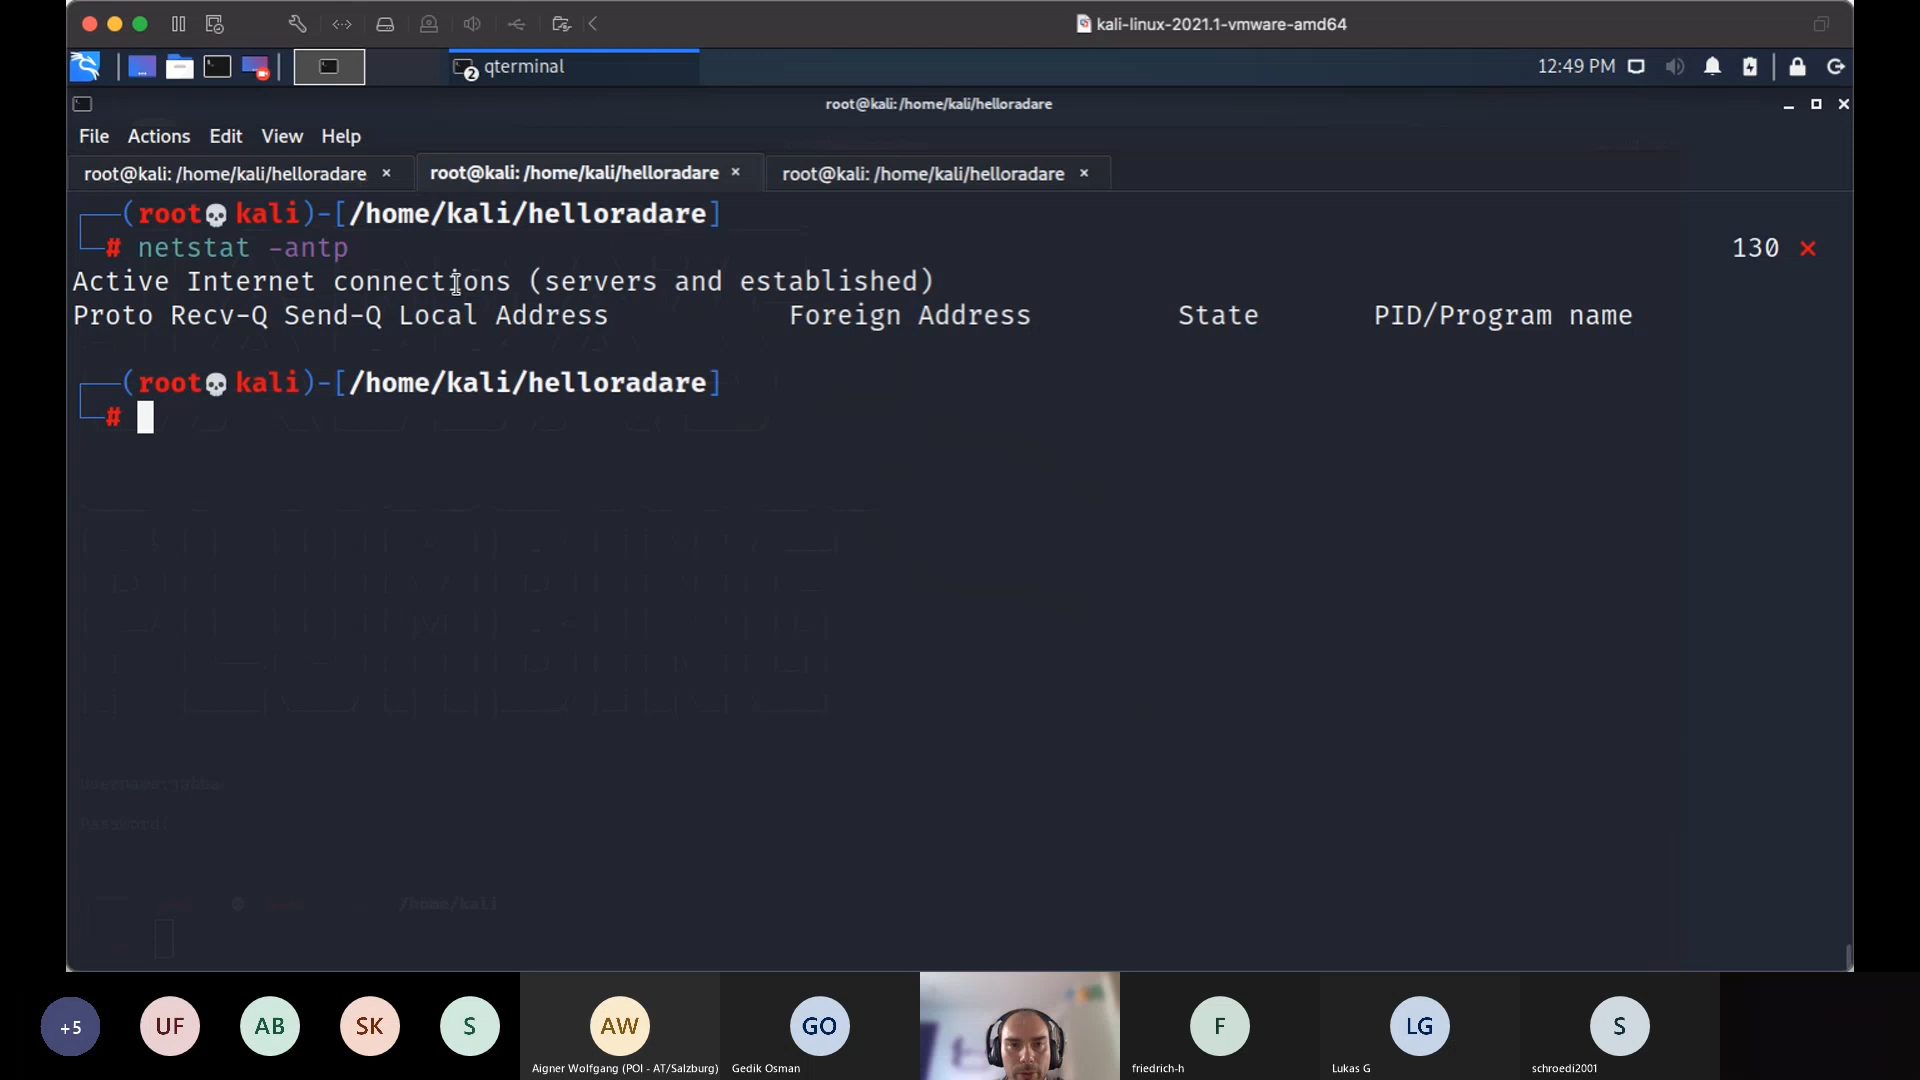 kali-linux-2021.1-vmware-amd64
2 qterminal
12:49 PM
root@kali:/home/kali/helloradare
File Actions Edit View Help
root@kali: /home/kali/helloradare × root@kali: /home/kali/helloradare × root@kali: /home/kali/helloradare ×
(root💀kali)-[/home/kali/helloradare]
# netstat -antp 130 ×
Active Internet connections (servers and established)
Proto Recv-Q Send-Q Local Address Foreign Address State PID/Program name
(root💀kali)-[/home/kali/helloradare]
#
Password:
/home/kali
+5 UF AB SK S AW GO F LG S
Aigner Wolfgang (POI - AT/Salzburg) Gedik Osman friedrich-h Lukas G schroedi2001